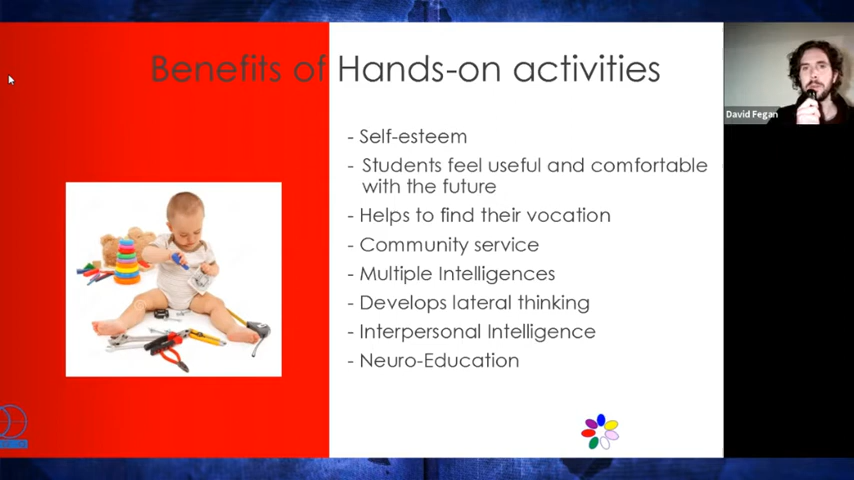 Benefits of Hands-on activities
David Fegan
- Self-esteem
- Students feel useful and comfortable
with the future
- Helps to find their vocation
- Community service
- Multiple Intelligences
- Develops lateral thinking
- Interpersonal Intelligence
- Neuro-Education